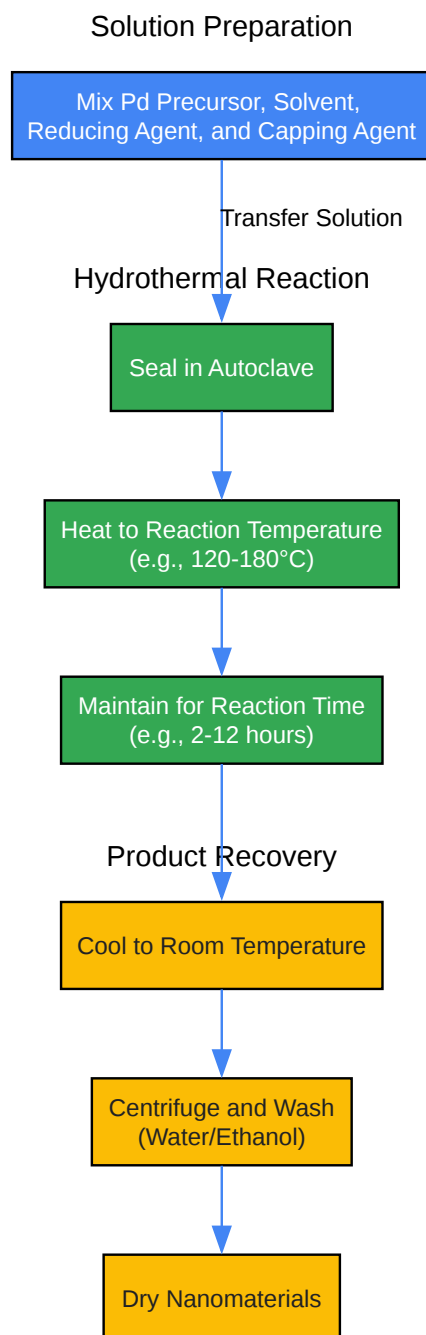 Solution Preparation
Mix Pd Precursor, Solvent,
Reducing Agent, and Capping Agent
Transfer Solution
Hydrothermal Reaction
Seal in Autoclave
Heat to Reaction Temperature
(e.g., 120-180°C)
Maintain for Reaction Time
(e.g., 2-12 hours)
Product Recovery
Cool to Room Temperature
Centrifuge and Wash
(Water/Ethanol)
Dry Nanomaterials